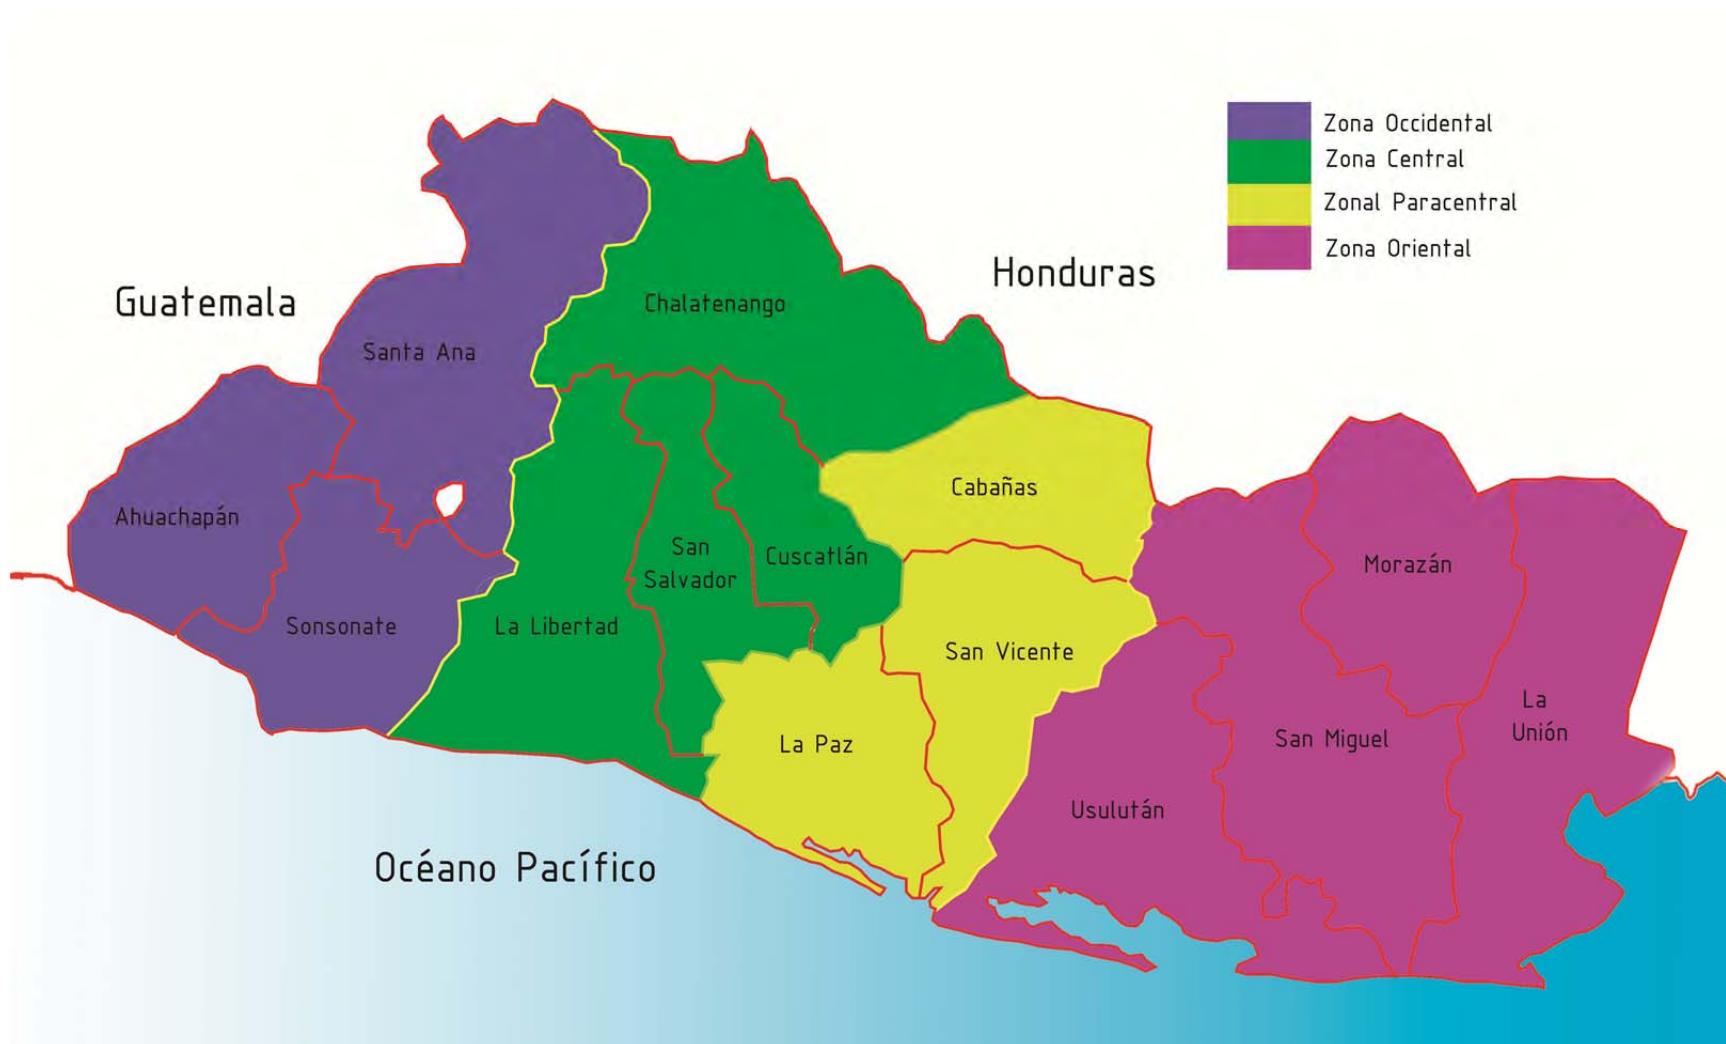 Zona Occidental
Zona Central
Zonal Paracentral
Zona Oriental
Honduras
Guatemala
Chalatenango
Santa Ana
Cabañas
Ahuachapán
San
Salvador
Cuscatlán
Morazán
Sonsonate
La Libertad
San Vicente
La
Unión
La Paz
San Miguel
Usulután
Océano Pacífico